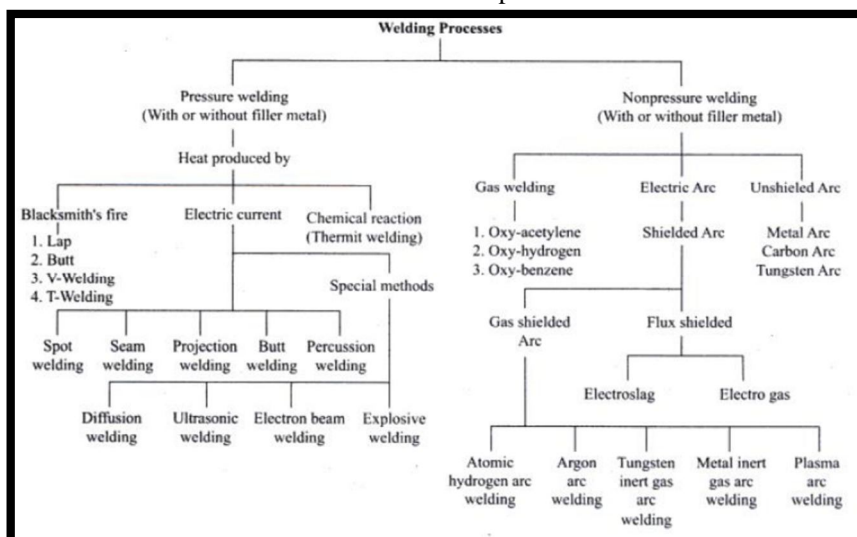 Welding Processes
Pressure welding
(With or without filler metal)
Nonpressure welding
(With or without filler metal)
Heat produced by
Blacksmith's fire
1. Lap
2. Butt
3. V-Welding
4. T-Welding
Electric current
Chemical reaction
(Thermit welding)
Special methods
Spot
welding
Seam
welding
Projection
welding
Butt
welding
Percussion
welding
Diffusion
welding
Ultrasonic
welding
Electron beam
welding
Explosive
welding
Gas welding
1. Oxy-acetylene
2. Oxy-hydrogen
3. Oxy-benzene
Electric Arc
Shielded Arc
Unshieled Arc
Metal Arc
Carbon Arc
Tungsten Arc
Gas shielded
Arc
Flux shielded
Electroslag
Electro gas
Atomic
hydrogen arc
welding
Argon
arc
welding
Tungsten
inert gas
arc
welding
Metal inert
gas arc
welding
Plasma
arc
welding